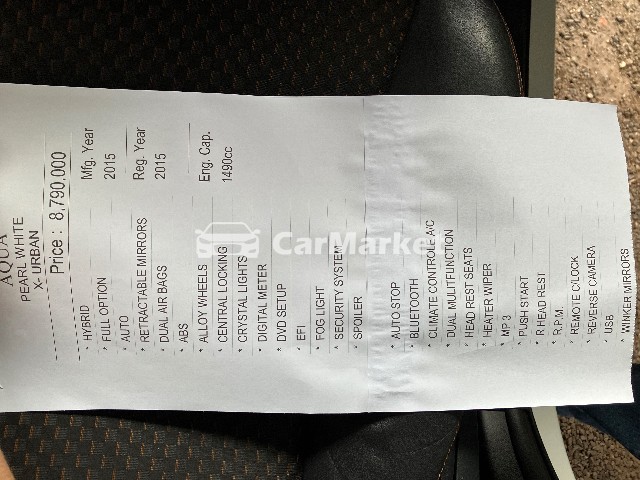 AQUA
PEARL WHITE
X- URBAN
Price : 8,790,000
* HYBRID
Mfg. Year
* FULL OPTION
2015
* AUTO
* RETRACTABLE MIRRORS
Reg. Year
* DUAL AIR BAGS
2015
* ABS
* ALLOY WHEELS
Eng. Cap.
* CENTRAL LOCKING
1490cc
* CRYSTAL LIGHTS
* DIGITAL METER
* DVD SETUP
* EFI
* FOG LIGHT
* SECURITY SYSTEM
* SPOILER
* AUTO STOP
* BLUETOOTH
* CLIMATE CONTROLE A/C
* DUAL MULITFUNCTION
* HEAD REST SEATS
* HEATER WIPER
* MP 3
* PUSH START
* R HEAD REST
* R.P.M.
* REMOTE C/LOCK
* REVERSE CAMERA
* USB
* WINKER MIRRORS
CarMarket